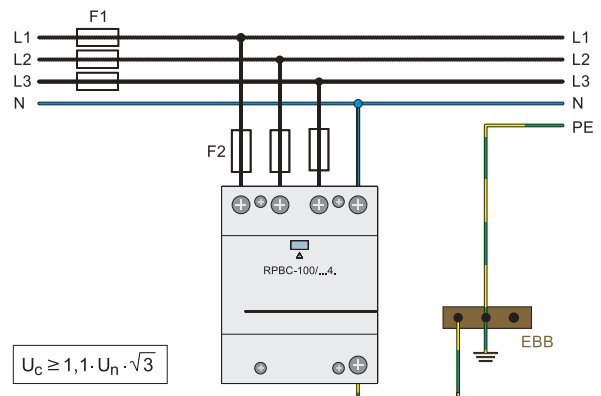 F1
L1 L1
L2 L2
L3 L3
N N
PE
F2
RPBC-100/...4.
EBB
Uc ≥ 1,1 · Un · √3